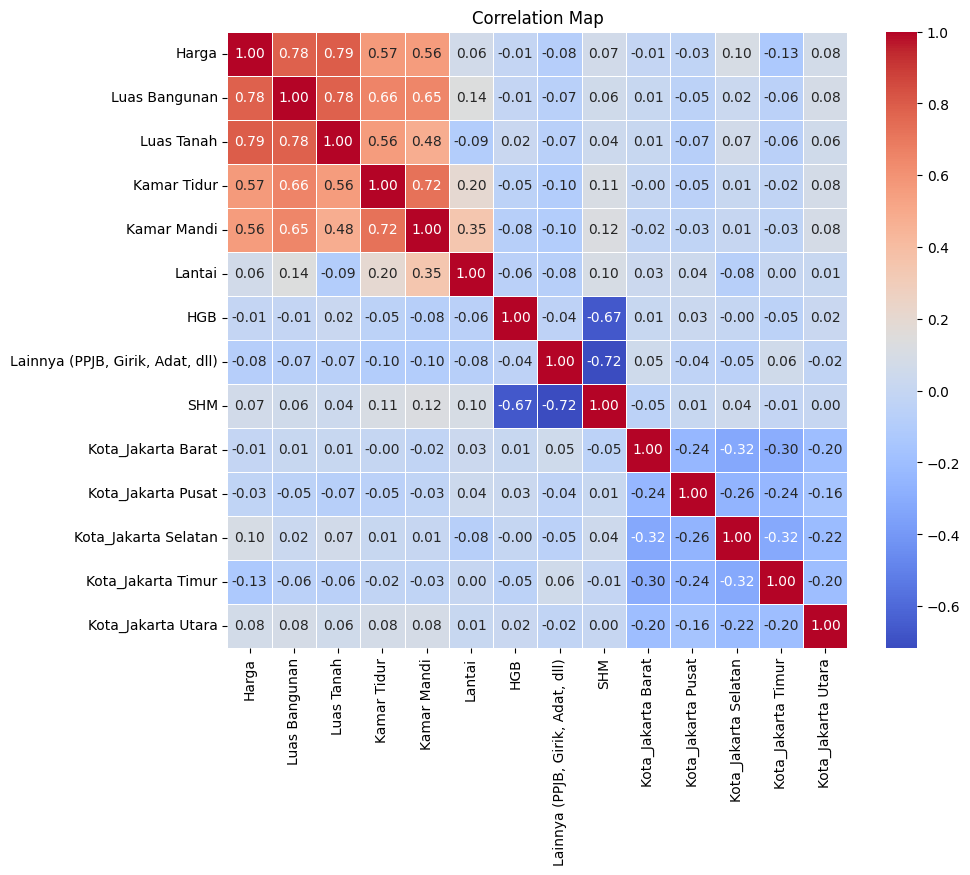 Correlation Map
Harga 1.00 0.78 0.79 0.57 0.56 0.06 -0.01 -0.08 0.07 -0.01 -0.03 0.10 -0.13 0.08
Luas Bangunan 0.78 1.00 0.78 0.66 0.65 0.14 -0.01 -0.07 0.06 0.01 -0.05 0.02 -0.06 0.08
Luas Tanah 0.79 0.78 1.00 0.56 0.48 -0.09 0.02 -0.07 0.04 0.01 -0.07 0.07 -0.06 0.06
Kamar Tidur 0.57 0.66 0.56 1.00 0.72 0.20 -0.05 -0.10 0.11 -0.00 -0.05 0.01 -0.02 0.08
Kamar Mandi 0.56 0.65 0.48 0.72 1.00 0.35 -0.08 -0.10 0.12 -0.02 -0.03 0.01 -0.03 0.08
Lantai 0.06 0.14 -0.09 0.20 0.35 1.00 -0.06 -0.08 0.10 0.03 0.04 -0.08 0.00 0.01
HGB -0.01 -0.01 0.02 -0.05 -0.08 -0.06 1.00 -0.04 -0.67 0.01 0.03 -0.00 -0.05 0.02
Lainnya (PPJB, Girik, Adat, dll) -0.08 -0.07 -0.07 -0.10 -0.10 -0.08 -0.04 1.00 -0.72 0.05 -0.04 -0.05 0.06 -0.02
SHM 0.07 0.06 0.04 0.11 0.12 0.10 -0.67 -0.72 1.00 -0.05 0.01 0.04 -0.01 0.00
Kota_Jakarta Barat -0.01 0.01 0.01 -0.00 -0.02 0.03 0.01 0.05 -0.05 1.00 -0.24 -0.32 -0.30 -0.20
Kota_Jakarta Pusat -0.03 -0.05 -0.07 -0.05 -0.03 0.04 0.03 -0.04 0.01 -0.24 1.00 -0.26 -0.24 -0.16
Kota_Jakarta Selatan 0.10 0.02 0.07 0.01 0.01 -0.08 -0.00 -0.05 0.04 -0.32 -0.26 1.00 -0.32 -0.22
Kota_Jakarta Timur -0.13 -0.06 -0.06 -0.02 -0.03 0.00 -0.05 0.06 -0.01 -0.30 -0.24 -0.32 1.00 -0.20
Kota_Jakarta Utara 0.08 0.08 0.06 0.08 0.08 0.01 0.02 -0.02 0.00 -0.20 -0.16 -0.22 -0.20 1.00
Harga
Luas Bangunan
Luas Tanah
Kamar Tidur
Kamar Mandi
Lantai
HGB
Lainnya (PPJB, Girik, Adat, dll)
SHM
Kota_Jakarta Barat
Kota_Jakarta Pusat
Kota_Jakarta Selatan
Kota_Jakarta Timur
Kota_Jakarta Utara
1.0
0.8
0.6
0.4
0.2
0.0
−0.2
−0.4
−0.6